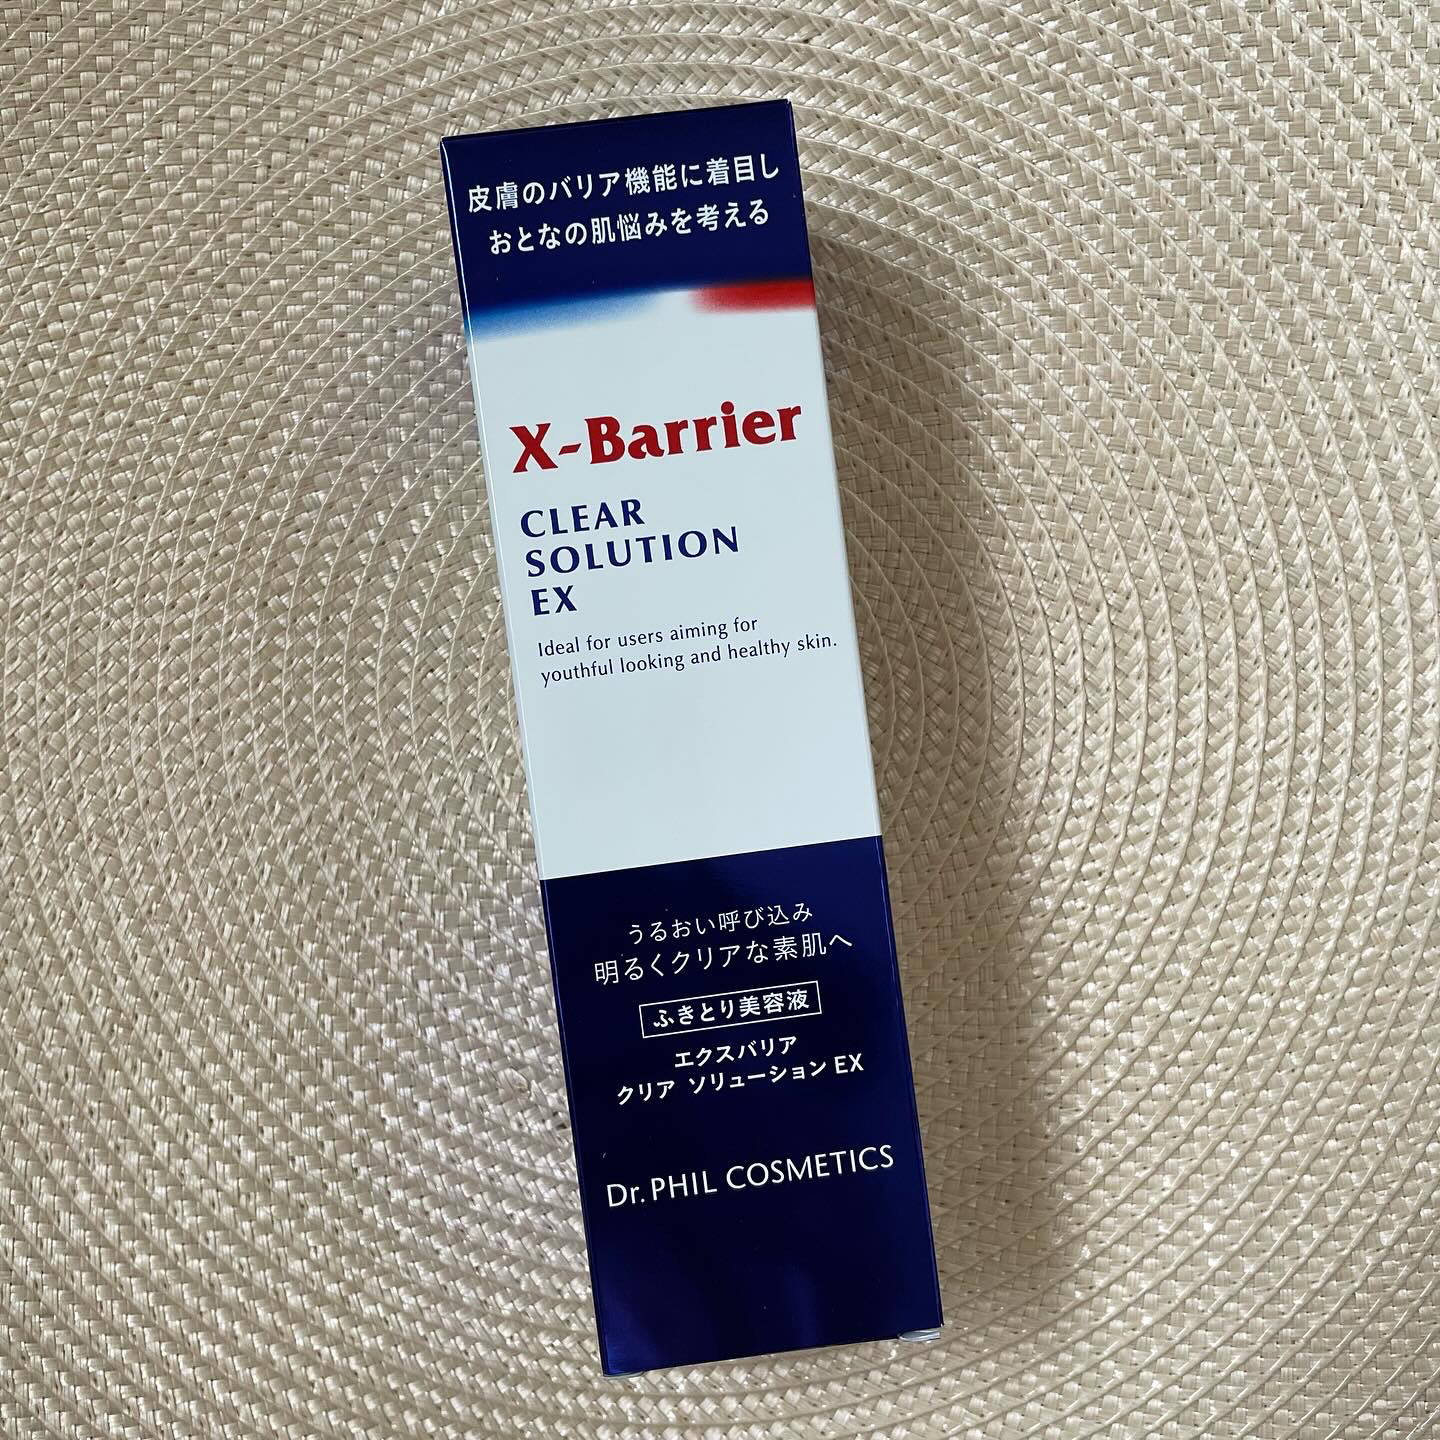 皮膚のバリア機能に着目し
おとなの肌悩みを考える
X-Barrier
CLEAR
SOLUTION
EX
Ideal for users aiming for
youthful looking and healthy skin.
うるおい呼び込み
明るくクリアな素肌へ
ふきとり美容液
エクスバリア
クリア ソリューション EX
Dr.PHIL COSMETICS